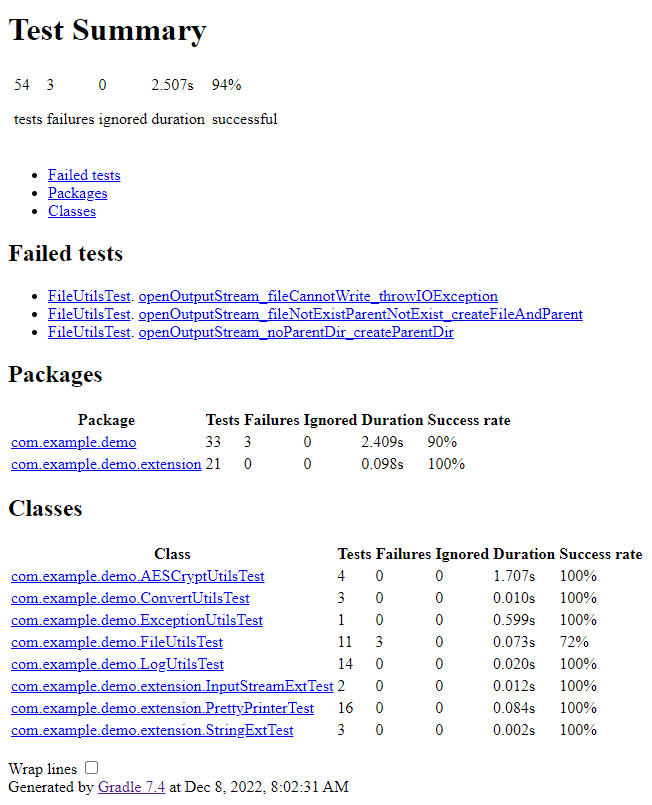 Test Summary
54 3 0 2.507s 94%
tests failures ignored duration successful
Failed tests
Packages
Classes
Failed tests
FileUtilsTest. openOutputStream_fileCannotWrite_throwIOException
FileUtilsTest. openOutputStream_fileNotExistParentNotExist_createFileAndParent
FileUtilsTest. openOutputStream_noParentDir_createParentDir
Packages
Package Tests Failures Ignored Duration Success rate
com.example.demo 33 3 0 2.409s 90%
com.example.demo.extension 21 0 0 0.098s 100%
Classes
Class Tests Failures Ignored Duration Success rate
com.example.demo.AESCryptUtilsTest 4 0 0 1.707s 100%
com.example.demo.ConvertUtilsTest 3 0 0 0.010s 100%
com.example.demo.ExceptionUtilsTest 1 0 0 0.599s 100%
com.example.demo.FileUtilsTest 11 3 0 0.073s 72%
com.example.demo.LogUtilsTest 14 0 0 0.020s 100%
com.example.demo.extension.InputStreamExtTest 2 0 0 0.012s 100%
com.example.demo.extension.PrettyPrinterTest 16 0 0 0.084s 100%
com.example.demo.extension.StringExtTest 3 0 0 0.002s 100%
Wrap lines
Generated by Gradle 7.4 at Dec 8, 2022, 8:02:31 AM